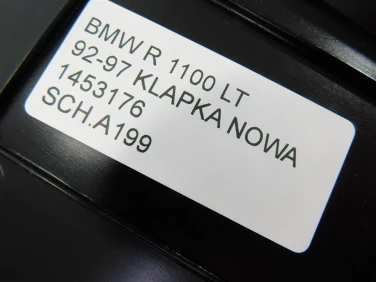 BMW R 1100 LT
92-97 KLAPKA NOWA
1453176
SCH.A199